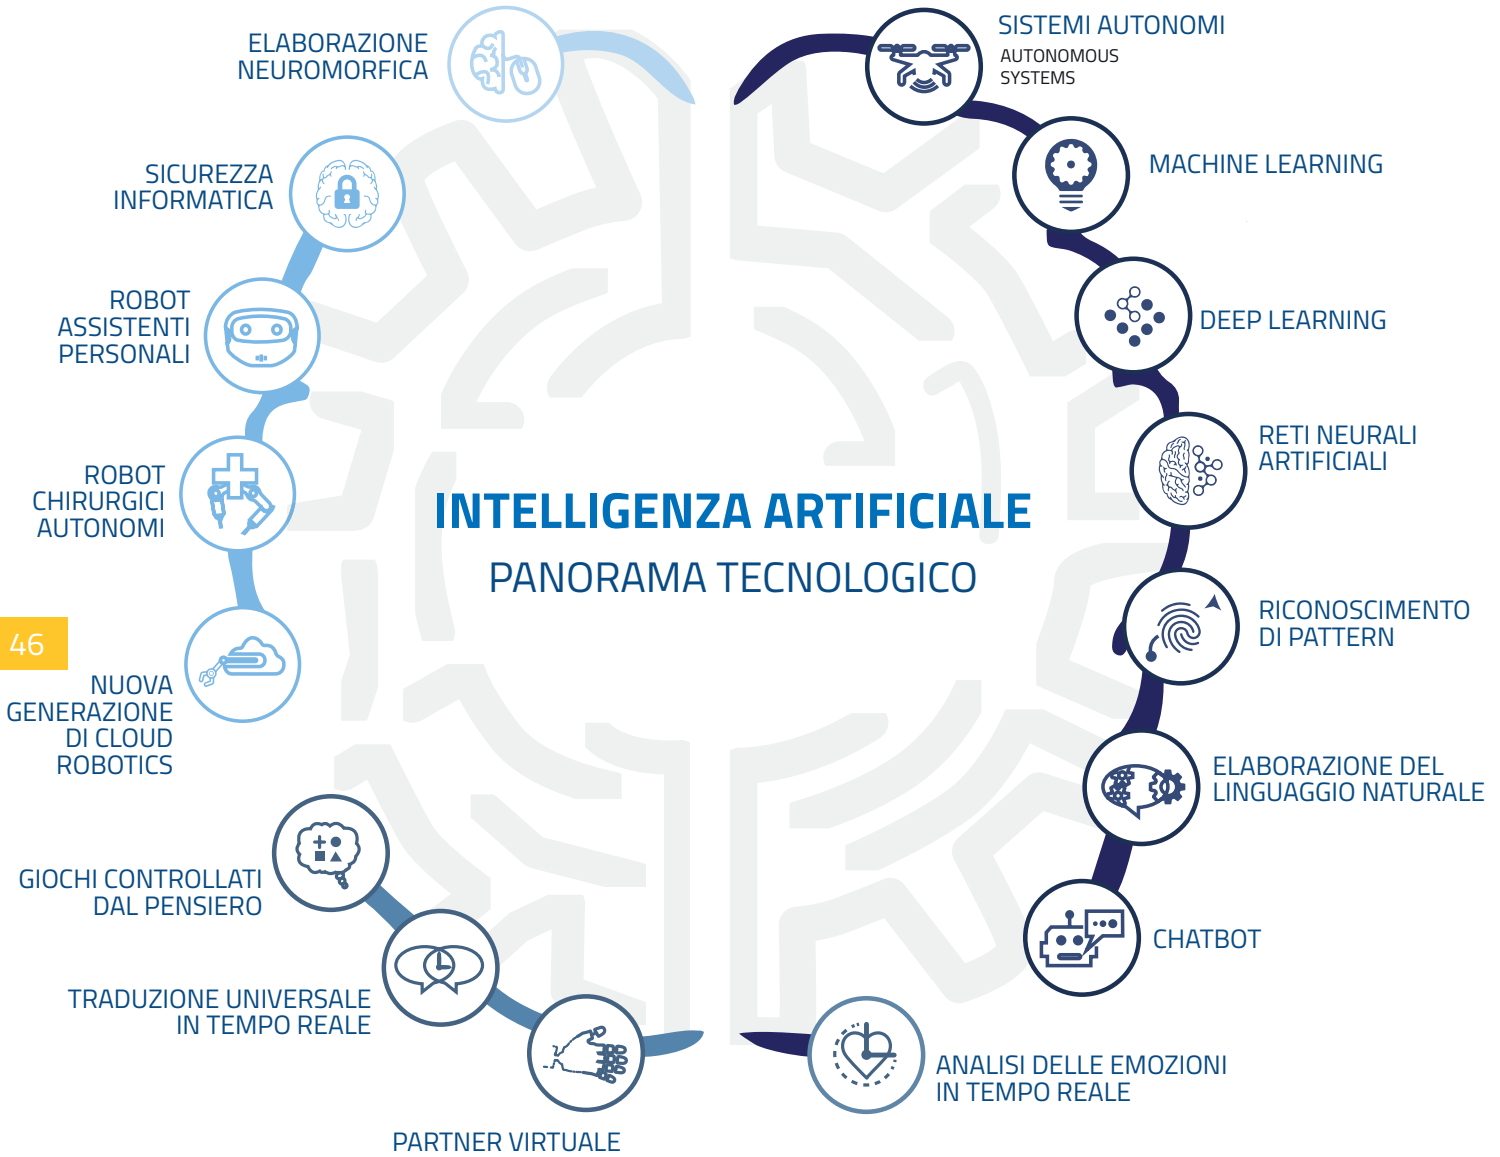 ELABORAZIONE
NEUROMORFICA
SISTEMI AUTONOMI
AUTONOMOUS
SYSTEMS
MACHINE LEARNING
SICUREZZA
INFORMATICA
ROBOT
ASSISTENTI
PERSONALI
DEEP LEARNING
RETI NEURALI
ARTIFICIALI
ROBOT
CHIRURGICI
AUTONOMI
INTELLIGENZA ARTIFICIALE
PANORAMA TECNOLOGICO
RICONOSCIMENTO
DI PATTERN
46
NUOVA
GENERAZIONE
DI CLOUD
ROBOTICS
ELABORAZIONE DEL
LINGUAGGIO NATURALE
GIOCHI CONTROLLATI
DAL PENSIERO
CHATBOT
TRADUZIONE UNIVERSALE
IN TEMPO REALE
ANALISI DELLE EMOZIONI
IN TEMPO REALE
PARTNER VIRTUALE